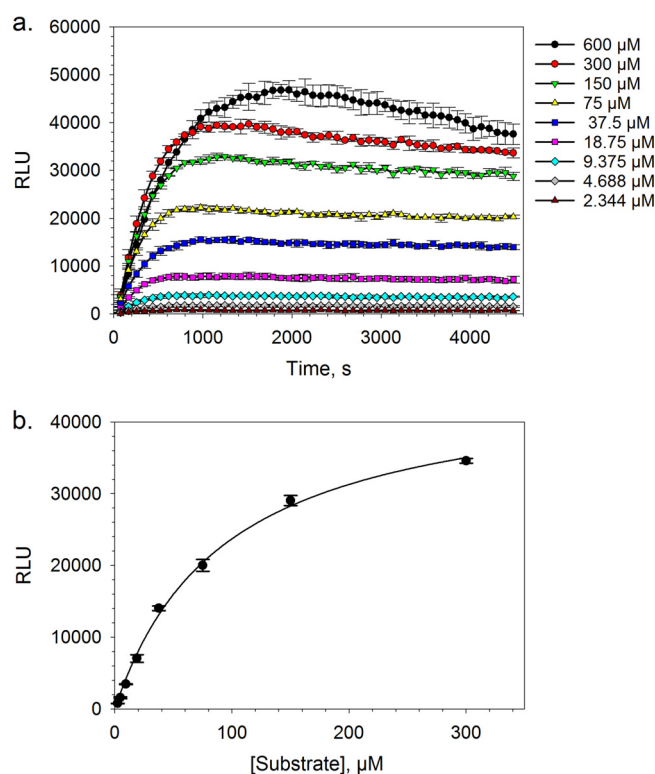 a.
60000
50000
40000
30000
20000
10000
0
RLU
0 1000 2000 3000 4000
Time, s
600 µM
300 µM
150 µM
75 µM
37.5 µM
18.75 µM
9.375 µM
4.688 µM
2.344 µM
b.
40000
30000
20000
10000
0
RLU
0 100 200 300
[Substrate], µM